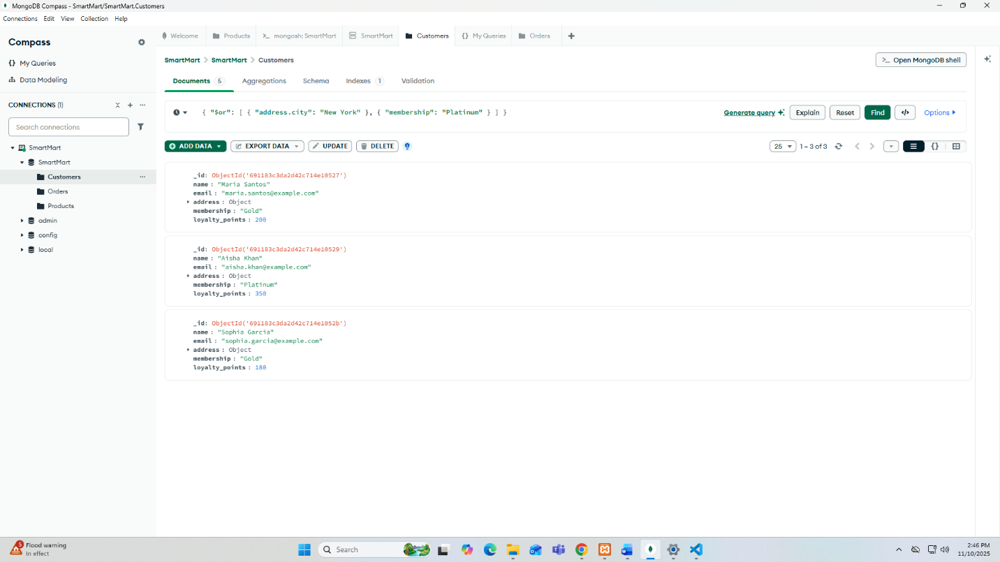 MongoDB Compass - SmartMart/SmartMart.Customers
Connections Edit View Collection Help
Compass
My Queries
Data Modeling
CONNECTIONS (1)
Search connections
SmartMart
SmartMart
Customers
Orders
Products
admin
config
local
Welcome Products >_ mongosh: SmartMart SmartMart Customers {} My Queries Orders
SmartMart > SmartMart > Customers
>_ Open MongoDB shell
Documents 5 Aggregations Schema Indexes 1 Validation
{ "$or": [ { "address.city": "New York" }, { "membership": "Platinum" } ] }
Generate query Explain Reset Find </> Options
ADD DATA EXPORT DATA UPDATE DELETE
25 1 – 3 of 3
_id: ObjectId('691183c3da2d42c714e10527')
name : "Maria Santos"
email : "maria.santos@example.com"
address : Object
membership : "Gold"
loyalty_points : 200
_id: ObjectId('691183c3da2d42c714e10529')
name : "Aisha Khan"
email : "aisha.khan@example.com"
address : Object
membership : "Platinum"
loyalty_points : 350
_id: ObjectId('691183c3da2d42c714e1052b')
name : "Sophia Garcia"
email : "sophia.garcia@example.com"
address : Object
membership : "Gold"
loyalty_points : 180
5
Flood warning
In effect
Search
2:46 PM
11/10/2025